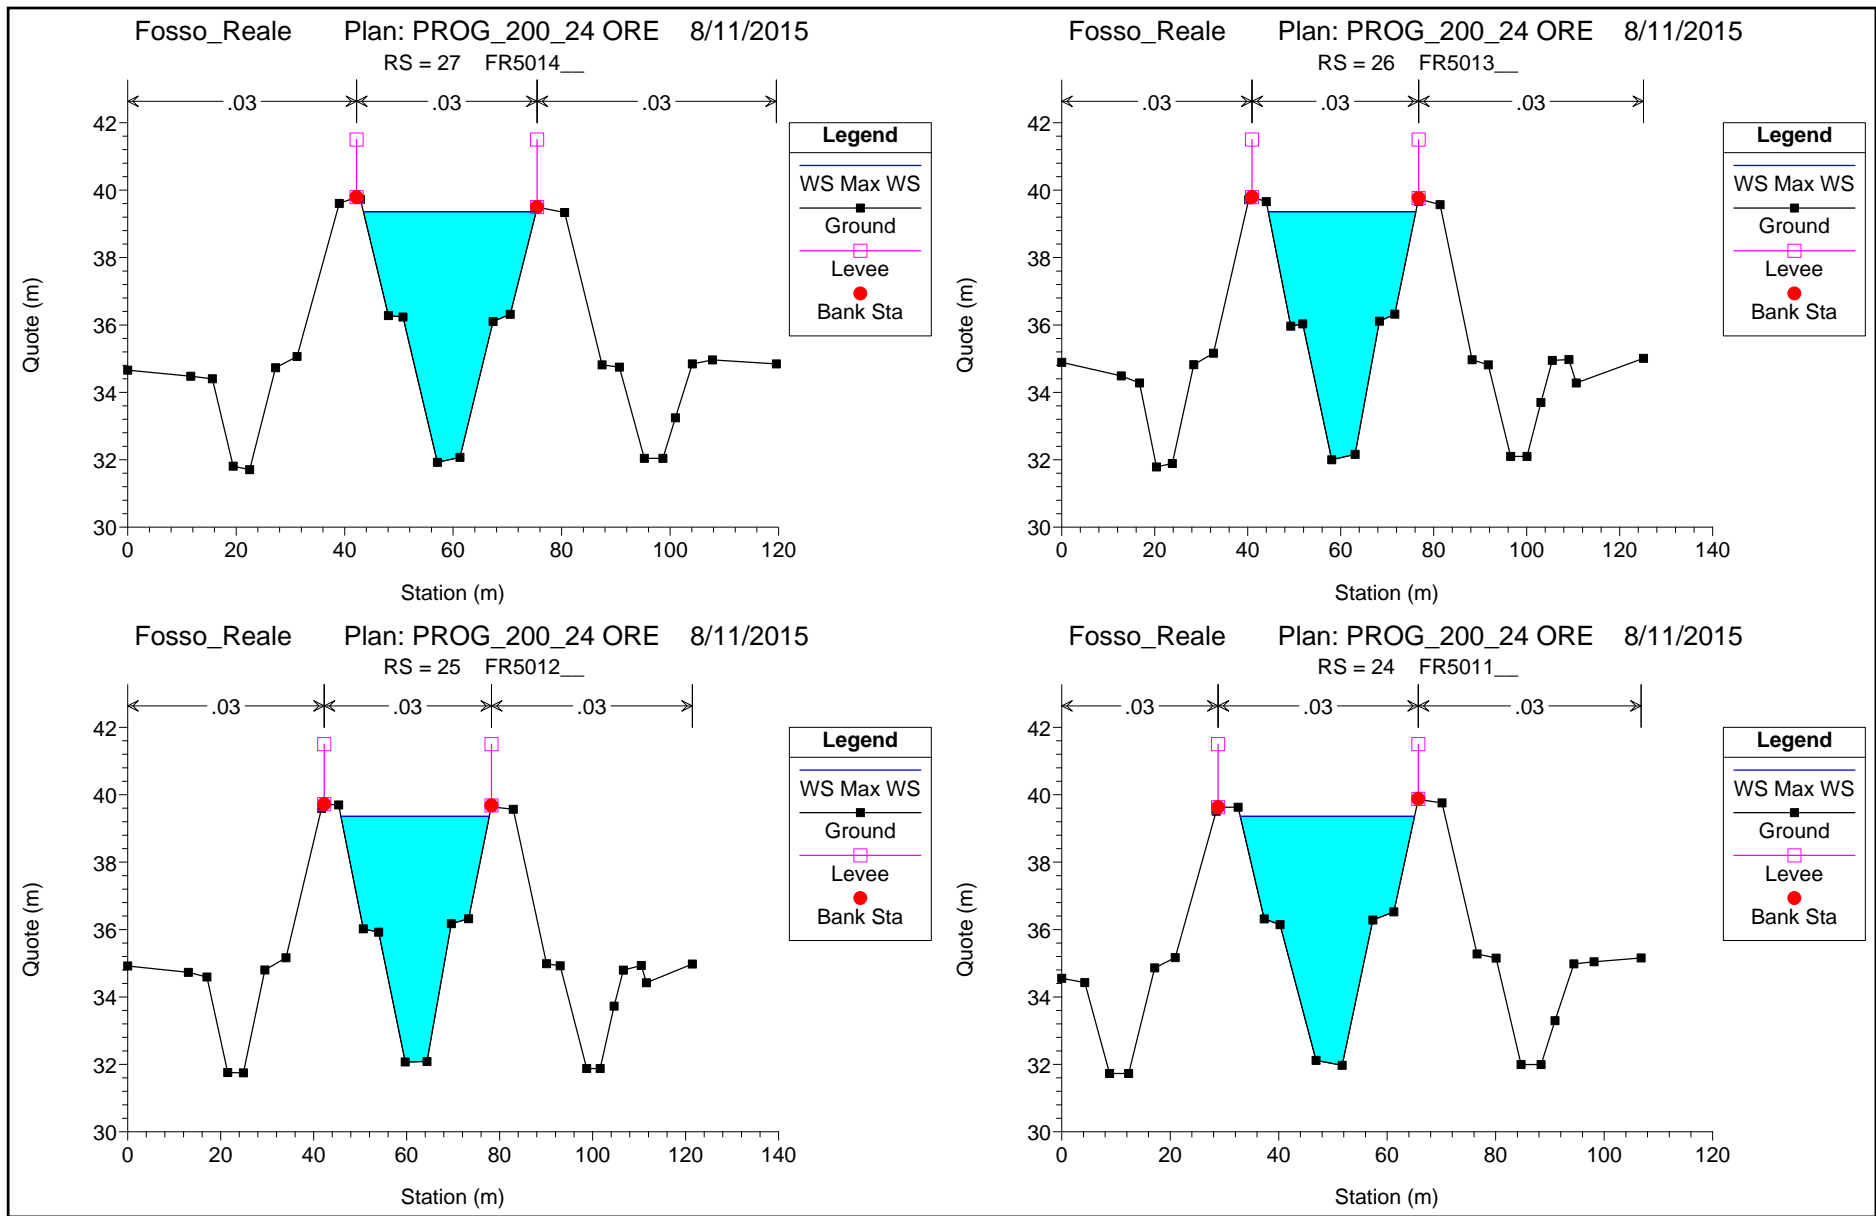 Fosso_Reale Plan: PROG_200_24 ORE 8/11/2015
RS = 27 FR5014__
.03 .03 .03
42
40
38
36
34
32
30
Quote (m)
0 20 40 60 80 100 120
Station (m)
Legend
WS Max WS
Ground
Levee
Bank Sta
Fosso_Reale Plan: PROG_200_24 ORE 8/11/2015
RS = 26 FR5013__
.03 .03 .03
42
40
38
36
34
32
30
Quote (m)
0 20 40 60 80 100 120 140
Station (m)
Legend
WS Max WS
Ground
Levee
Bank Sta
Fosso_Reale Plan: PROG_200_24 ORE 8/11/2015
RS = 25 FR5012__
.03 .03 .03
42
40
38
36
34
32
30
Quote (m)
0 20 40 60 80 100 120 140
Station (m)
Legend
WS Max WS
Ground
Levee
Bank Sta
Fosso_Reale Plan: PROG_200_24 ORE 8/11/2015
RS = 24 FR5011__
.03 .03 .03
42
40
38
36
34
32
30
Quote (m)
0 20 40 60 80 100 120
Station (m)
Legend
WS Max WS
Ground
Levee
Bank Sta